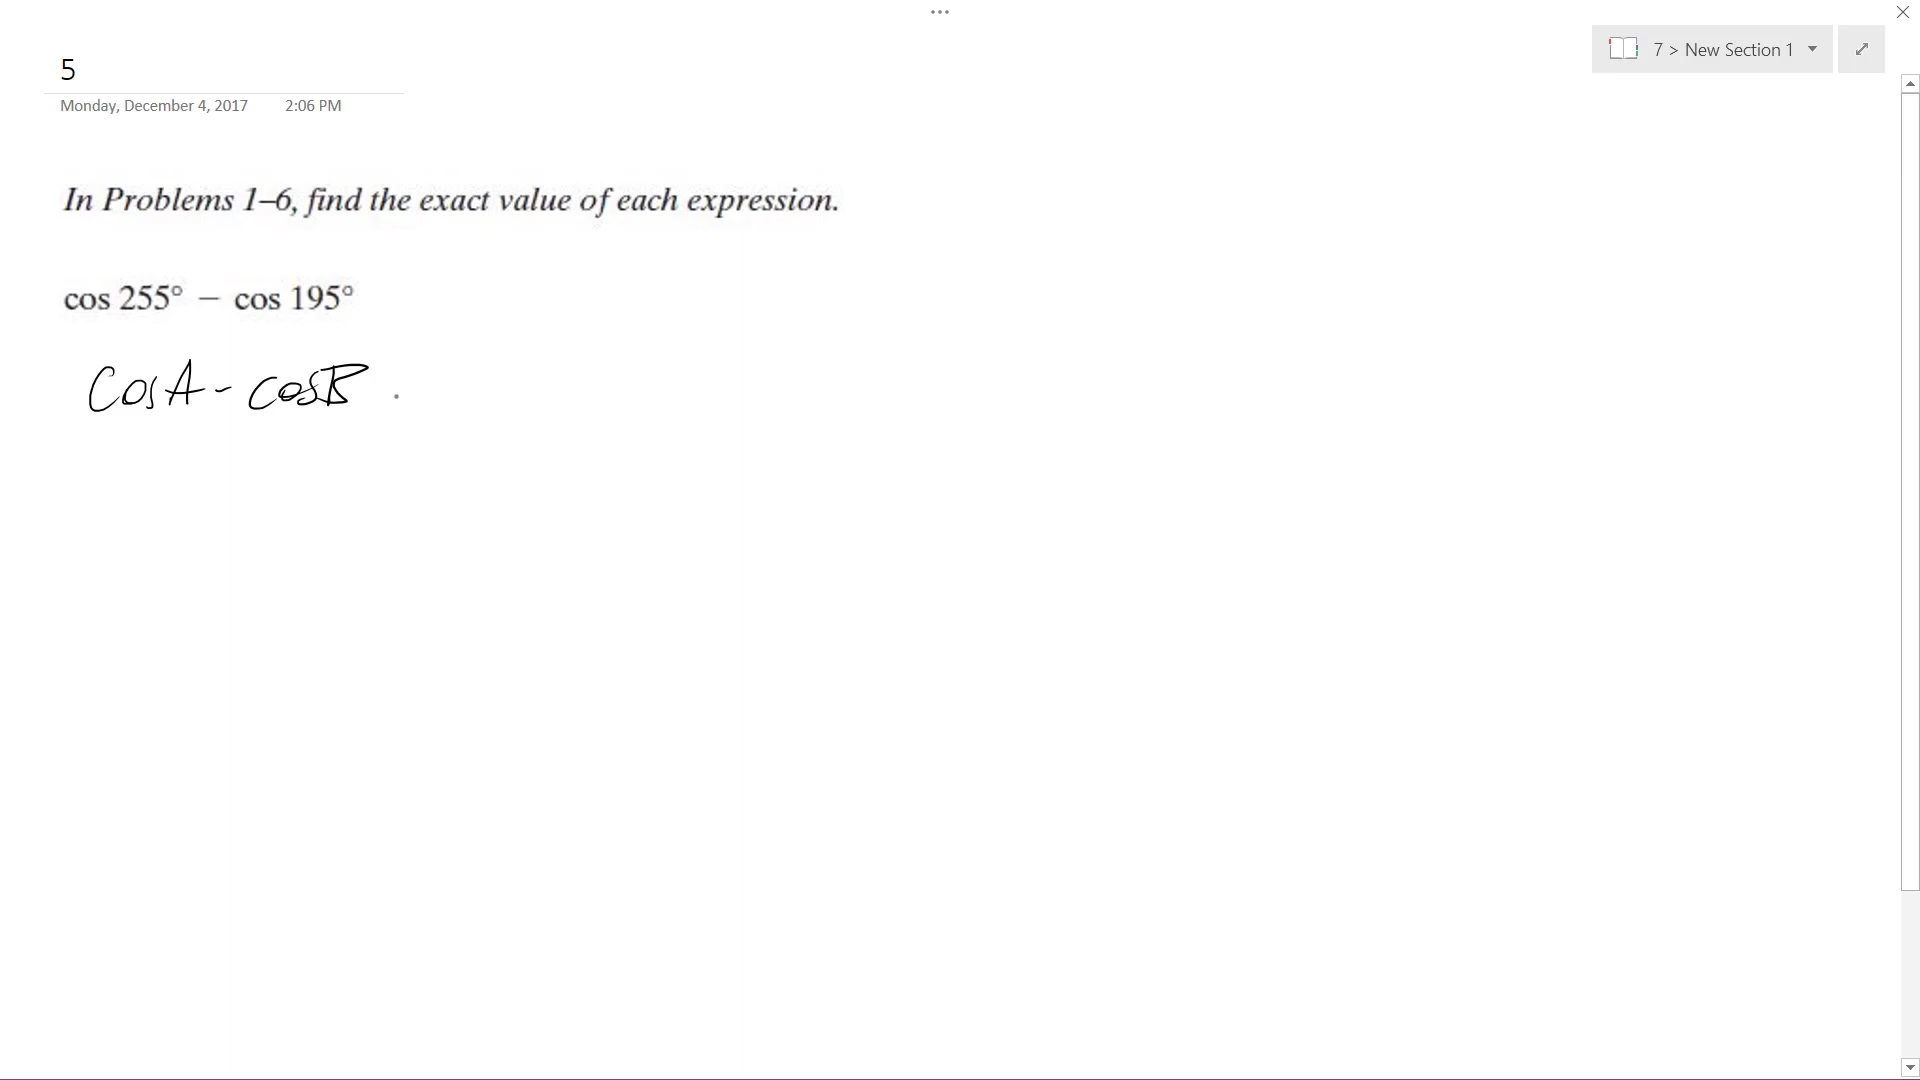 7 > New Section 1
5
Monday, December 4, 2017 2:06 PM
In Problems 1–6, find the exact value of each expression.
cos 255° − cos 195°
CosA - cosB